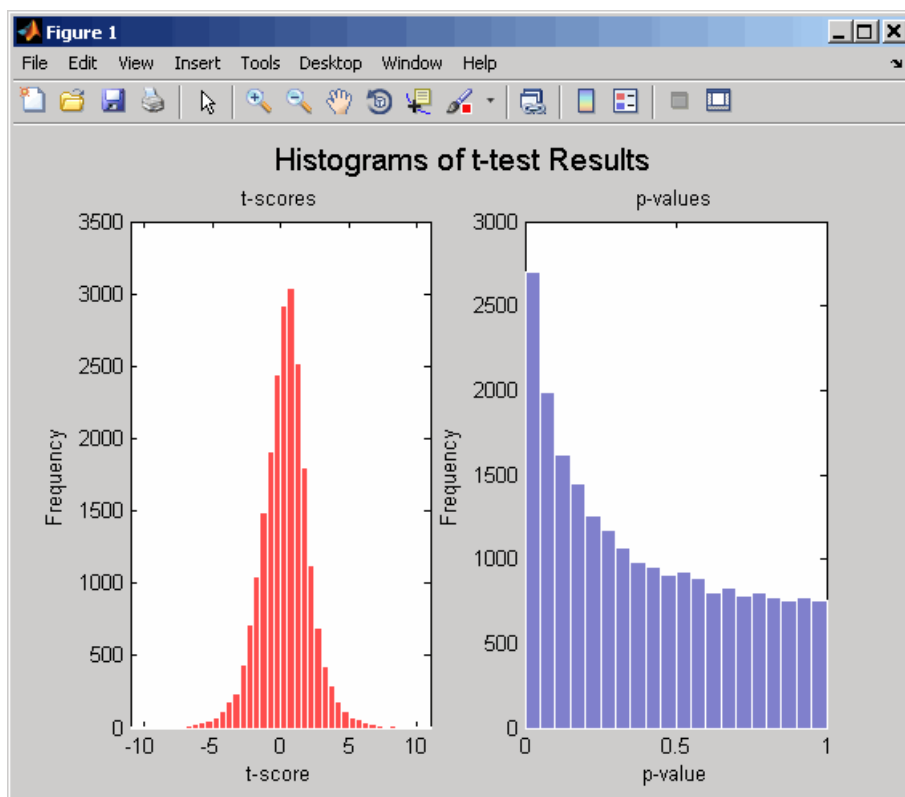 Figure 1
File Edit View Insert Tools Desktop Window Help
Histograms of t-test Results
t-scores
3500
3000
2500
2000
1500
1000
500
0
Frequency
-10 -5 0 5 10
t-score
p-values
3000
2500
2000
1500
1000
500
0
Frequency
0 0.5 1
p-value